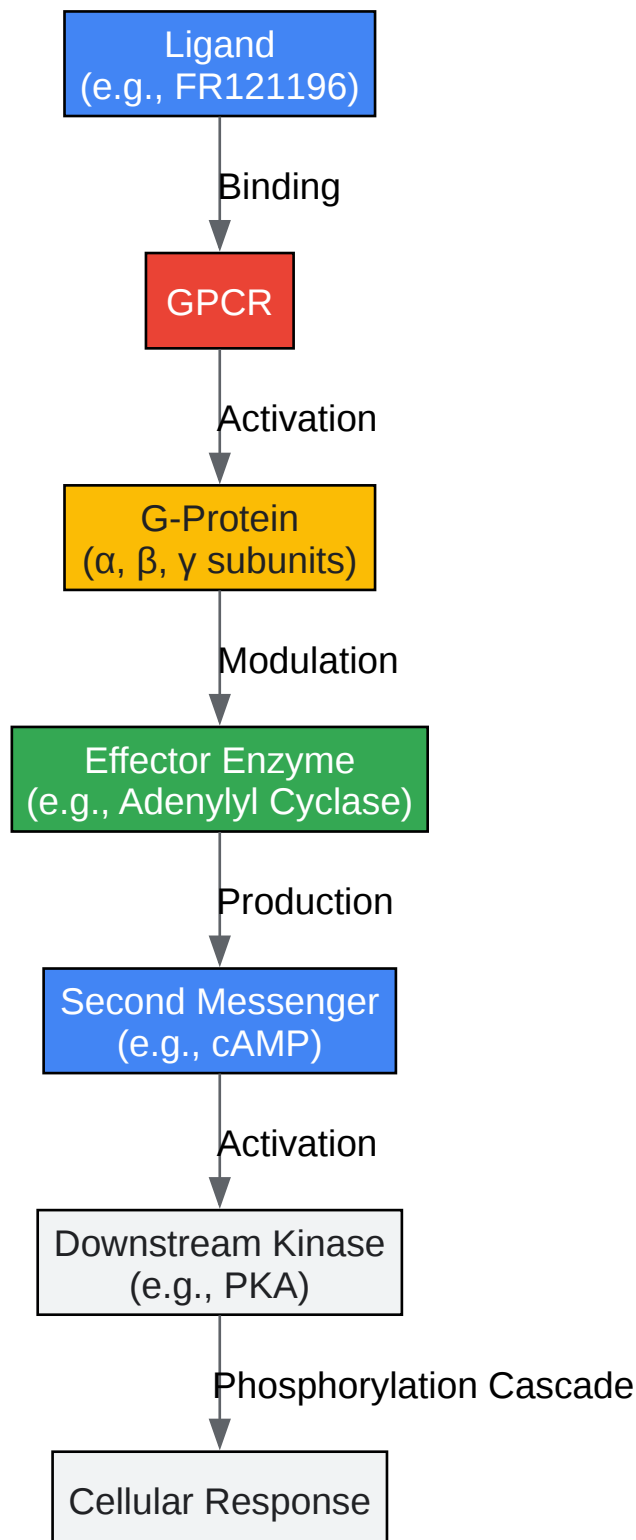 Ligand
(e.g., FR121196)
Binding
GPCR
Activation
G-Protein
(α, β, γ subunits)
Modulation
Effector Enzyme
(e.g., Adenylyl Cyclase)
Production
Second Messenger
(e.g., cAMP)
Activation
Downstream Kinase
(e.g., PKA)
Phosphorylation Cascade
Cellular Response